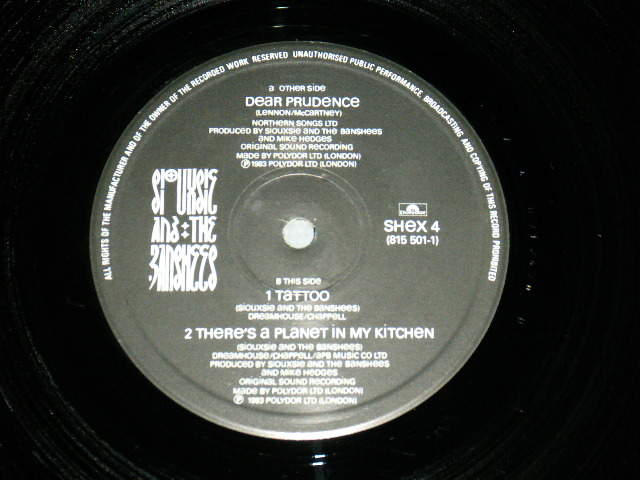 ALL RIGHTS OF THE MANUFACTURER AND OF THE OWNER OF THE RECORDED WORK RESERVED UNAUTHORISED PUBLIC PERFORMANCE, BROADCASTING AND COPYING OF THIS RECORD PROHIBITED
A OTHER SIDE
DEAR PRUDENCE
(LENNON/McCARTNEY)
NORTHERN SONGS LTD
PRODUCED BY SIOUXSIE AND THE BANSHEES
AND MIKE HEDGES
ORIGINAL SOUND RECORDING
MADE BY POLYDOR LTD (LONDON)
℗ 1983 POLYDOR LTD (LONDON)
SIOUXSIE
AND THE
BANSHEES
SHEX 4
(815 501-1)
B THIS SIDE
1 TATTOO
(SIOUXSIE AND THE BANSHEES)
DREAMHOUSE/CHAPPELL
2 THERE'S A PLANET IN MY KITCHEN
(SIOUXSIE AND THE BANSHEES)
DREAMHOUSE/CHAPPELL/APB MUSIC CO LTD
PRODUCED BY SIOUXSIE AND THE BANSHEES
AND MIKE HEDGES
ORIGINAL SOUND RECORDING
MADE BY POLYDOR LTD (LONDON)
℗ 1983 POLYDOR LTD (LONDON)